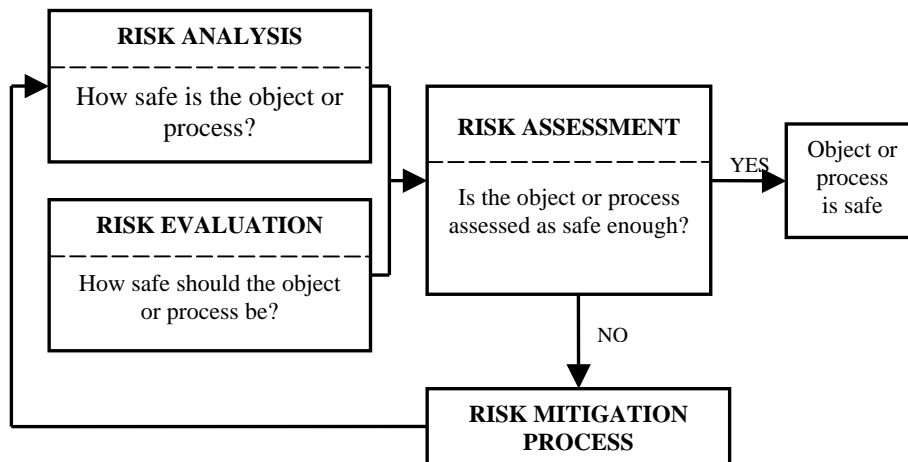 RISK ANALYSIS
How safe is the object or
process?
RISK EVALUATION
How safe should the object
or process be?
RISK ASSESSMENT
Is the object or process
assessed as safe enough?
YES
Object or
process
is safe
NO
RISK MITIGATION
PROCESS